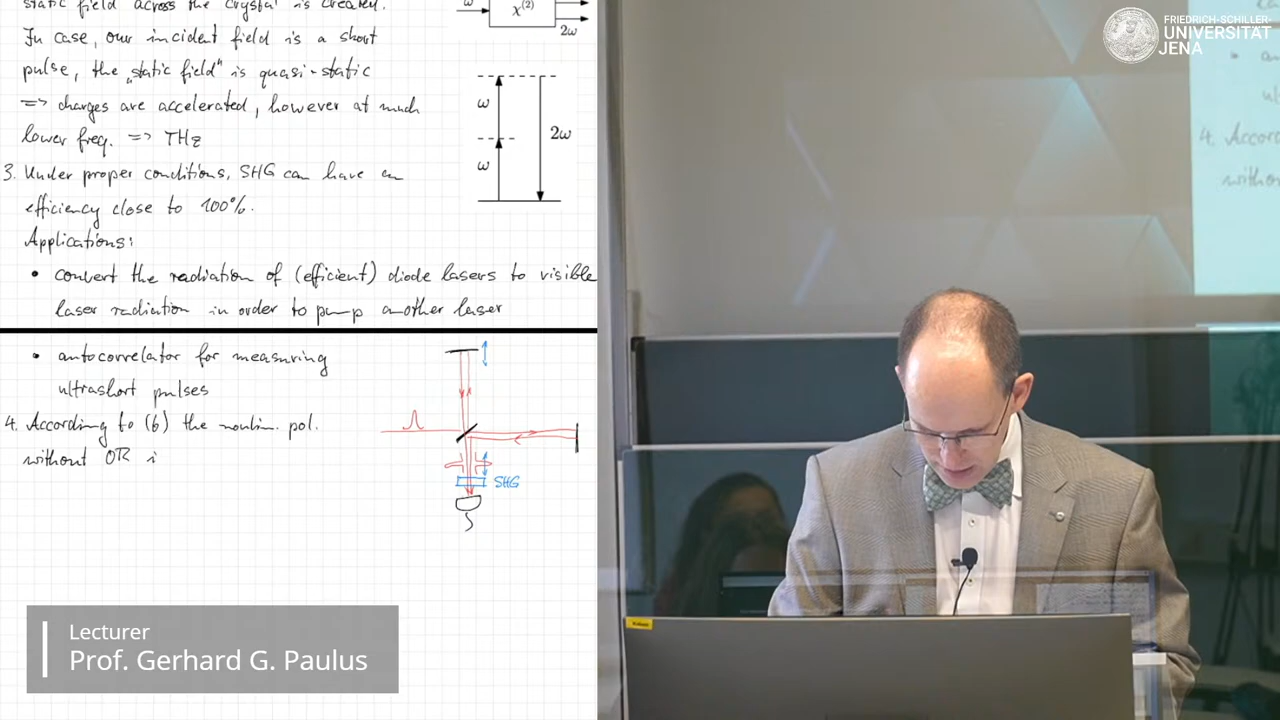 static field across the crystal is created.
In case, our incident field is a short
pulse, the „static field" is quasi-static
=> charges are accelerated, however at much
lower freq. => THz
3. Under proper conditions, SHG can have an
efficiency close to 100%.
Applications:
• convert the radiation of (efficient) diode lasers to visible
laser radiation in order to pump another laser
• autocorrelator for measuring
ultrashort pulses
4. According to (6) the nonlin. pol.
without OR i
ω
χ(2)
2ω
ω
ω
2ω
SHG
FRIEDRICH-SCHILLER-
UNIVERSITÄT
JENA
4. Accord
withou
Lecturer
Prof. Gerhard G. Paulus